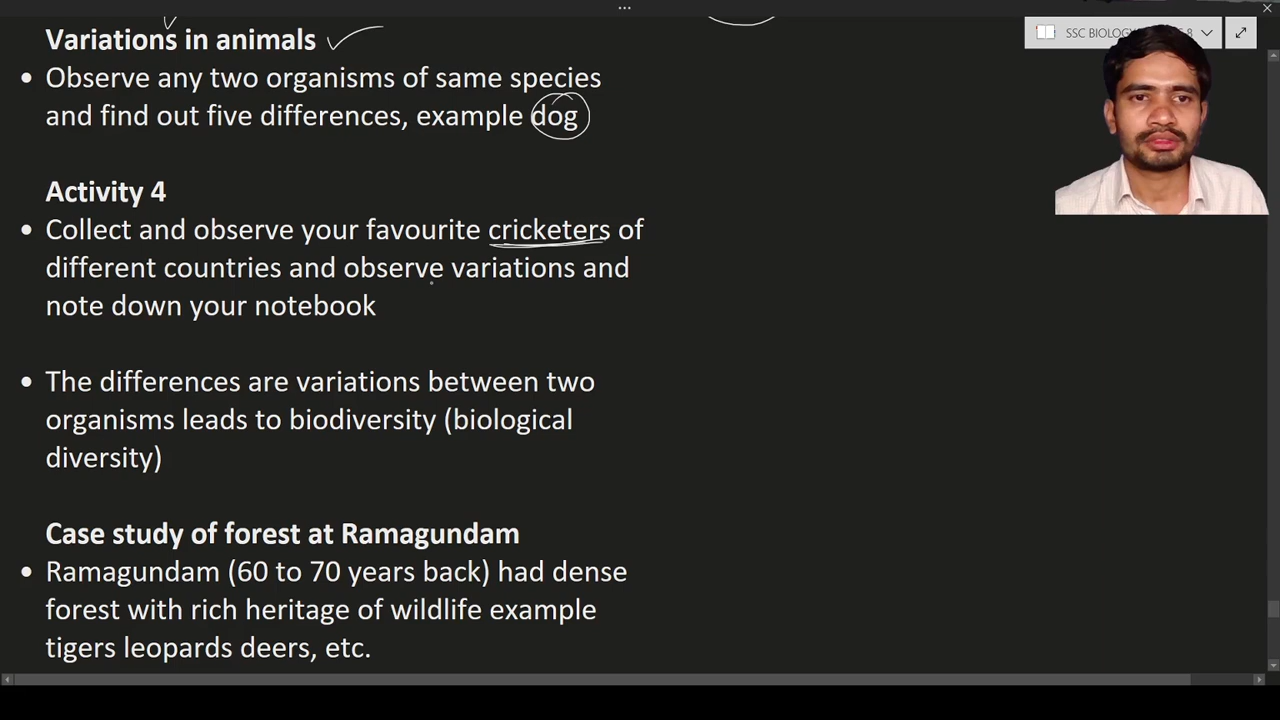 Variations in animals
SSC BIOLOGY
8
• Observe any two organisms of same species
and find out five differences, example dog
Activity 4
• Collect and observe your favourite cricketers of
different countries and observe variations and
note down your notebook
• The differences are variations between two
organisms leads to biodiversity (biological
diversity)
Case study of forest at Ramagundam
• Ramagundam (60 to 70 years back) had dense
forest with rich heritage of wildlife example
tigers leopards deers, etc.